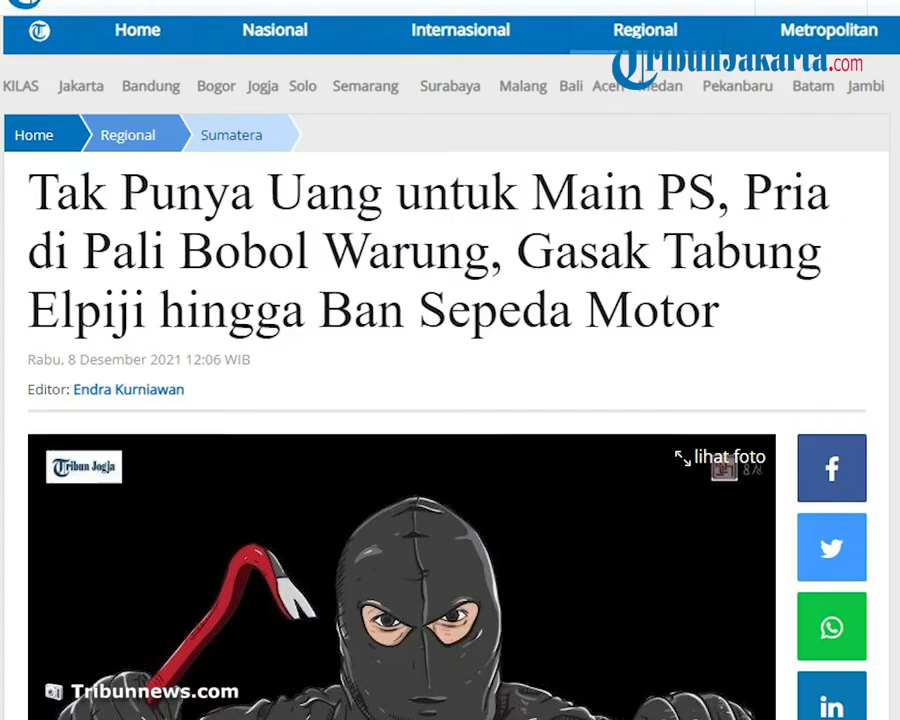 Home Nasional Internasional Regional Metropolitan
TribunJakarta.com
KILAS Jakarta Bandung Bogor Jogja Solo Semarang Surabaya Malang Bali Aceh Medan Pekanbaru Batam Jambi
Home Regional Sumatera
Tak Punya Uang untuk Main PS, Pria
di Pali Bobol Warung, Gasak Tabung
Elpiji hingga Ban Sepeda Motor
Rabu, 8 Desember 2021 12:06 WIB
Editor: Endra Kurniawan
Tribun Jogja
lihat foto
Tribunnews.com